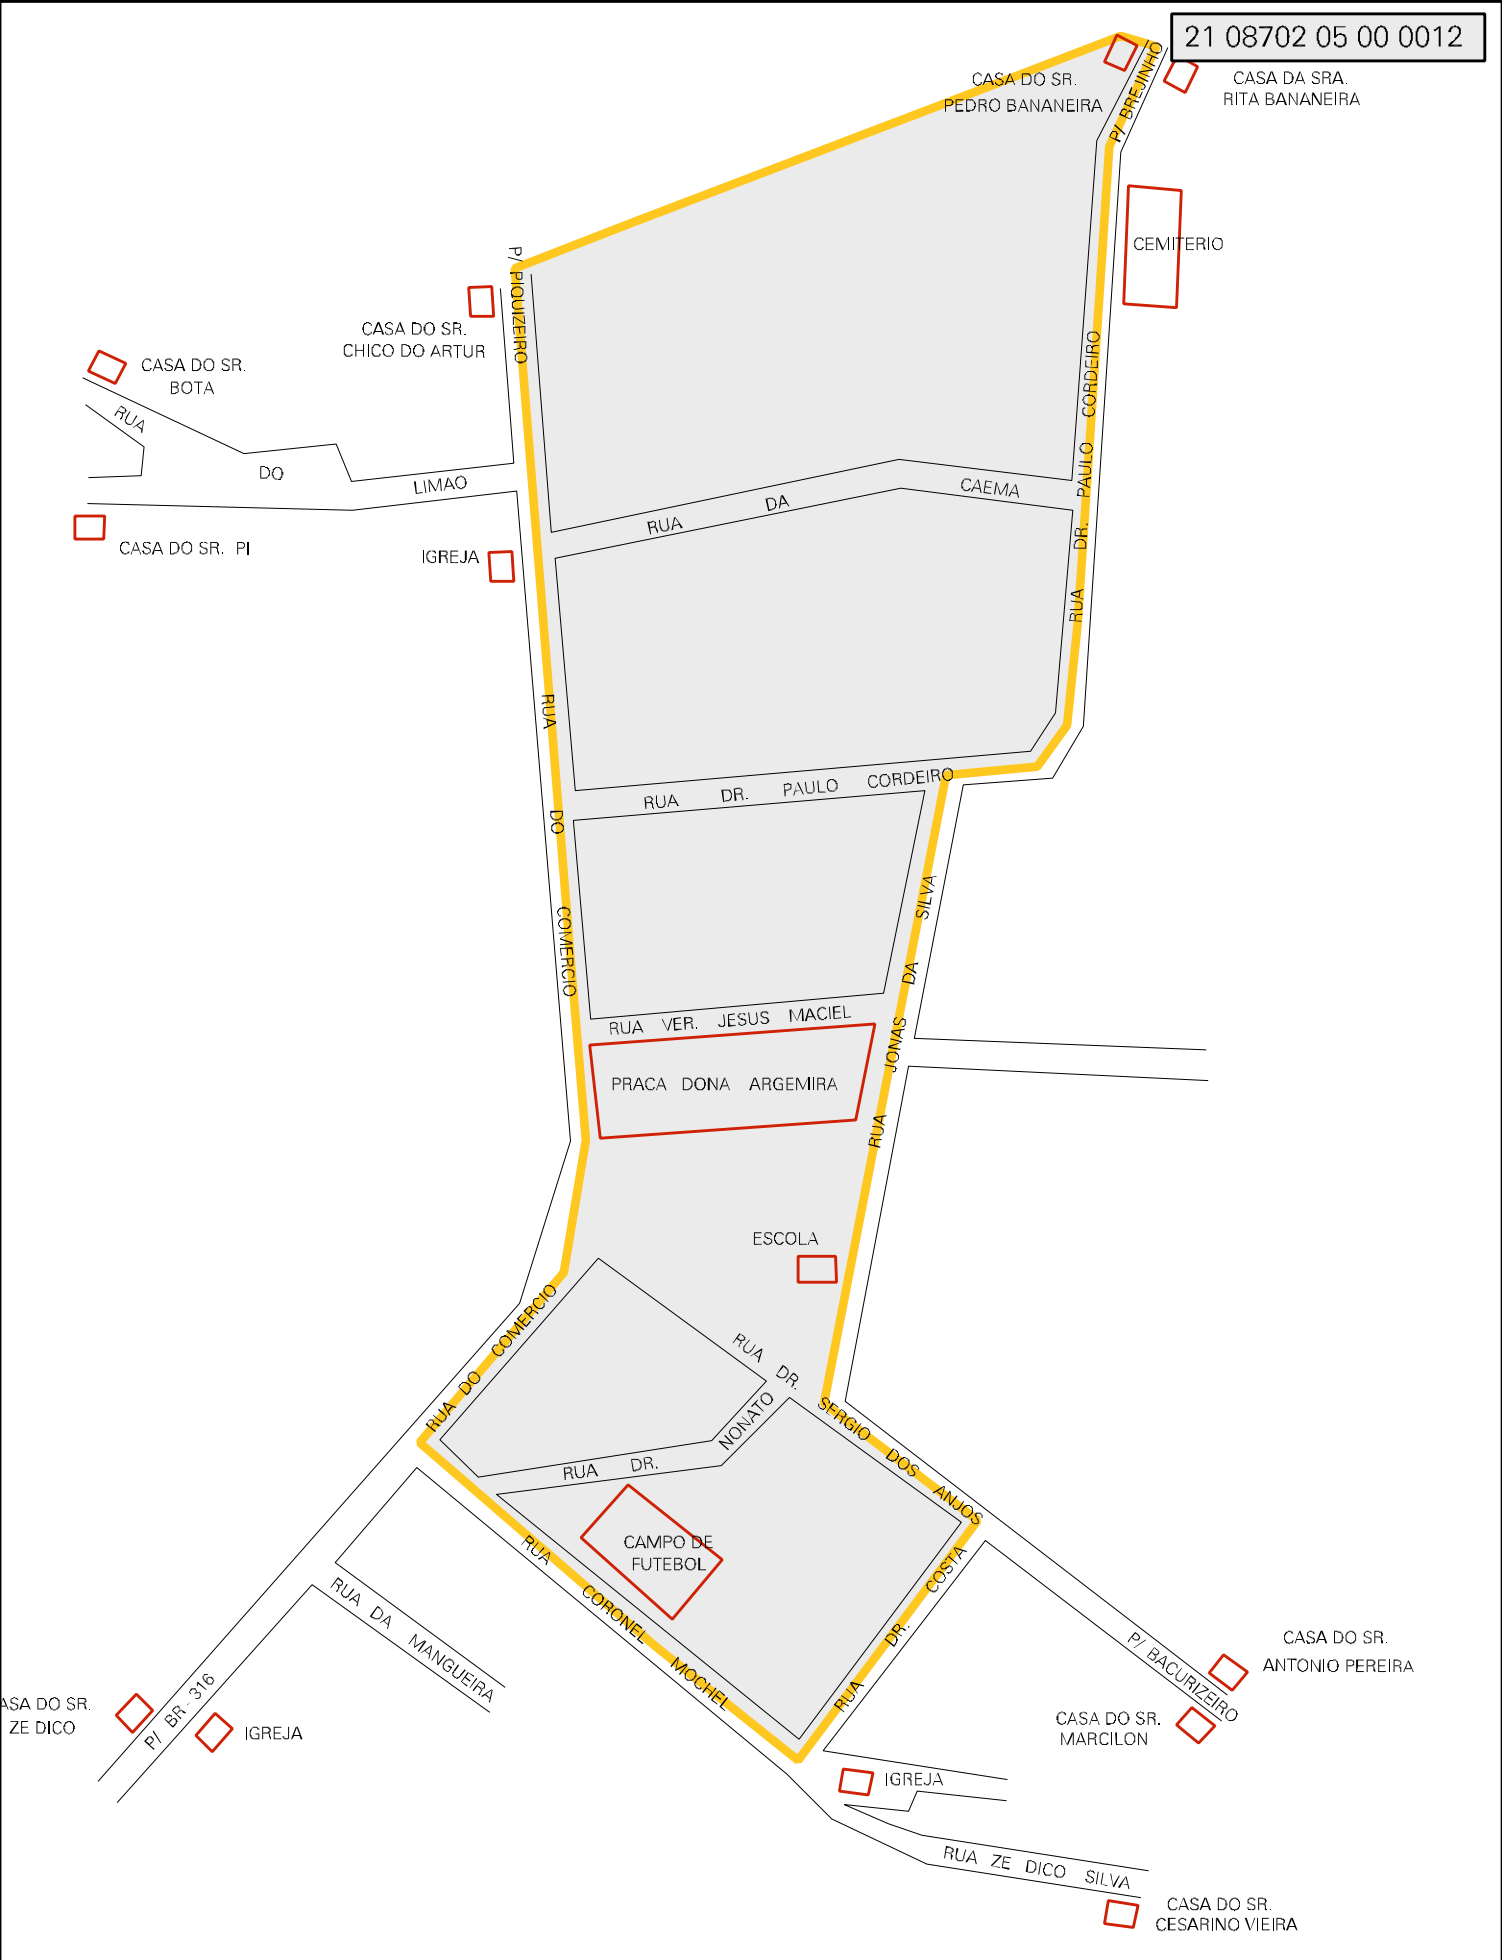 21 08702 05 00 0012
CASA DO SR.
PEDRO BANANEIRA
P/ BREJINHO
CASA DA SRA.
RITA BANANEIRA
CEMITERIO
P/ PIQUIZEIRO
CASA DO SR.
CHICO DO ARTUR
CASA DO SR.
BOTA
RUA DO LIMAO
CASA DO SR. PI
IGREJA
RUA DA CAEMA
RUA DR. PAULO CORDEIRO
RUA DO COMERCIO
RUA DR. PAULO CORDEIRO
RUA JONAS DA SILVA
RUA VER. JESUS MACIEL
PRACA DONA ARGEMIRA
ESCOLA
RUA DO COMERCIO
RUA DR. SERGIO DOS ANJOS
RUA DR. NONATO
CAMPO DE
FUTEBOL
RUA CORONEL MOCHEL
RUA DR. COSTA
RUA DA MANGUEIRA
P/ BR - 316
ASA DO SR.
ZE DICO
IGREJA
P/ BACURIZEIRO
CASA DO SR.
ANTONIO PEREIRA
CASA DO SR.
MARCILON
IGREJA
RUA ZE DICO SILVA
CASA DO SR.
CESARINO VIEIRA